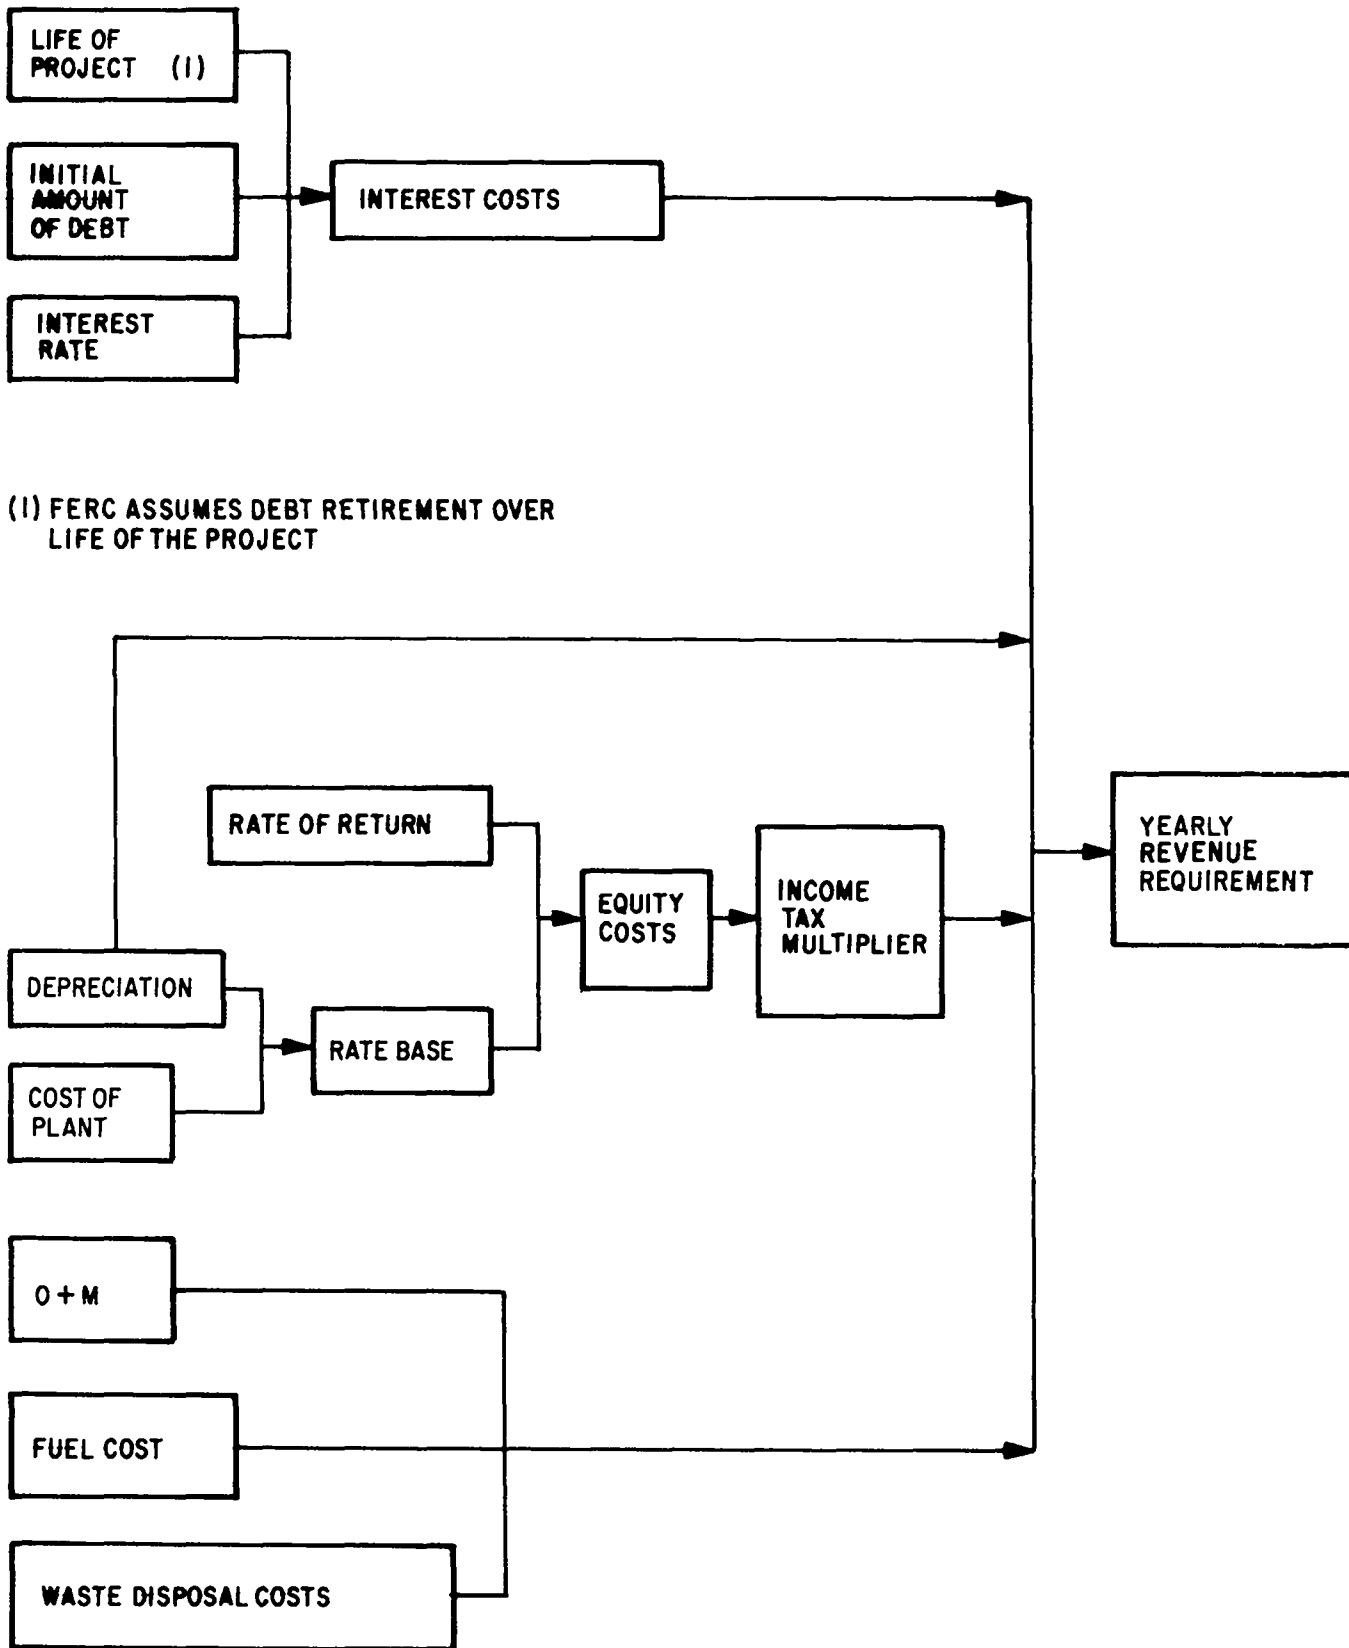 LIFE OF
PROJECT (1)
INITIAL
AMOUNT
OF DEBT
INTEREST COSTS
INTEREST
RATE
(1) FERC ASSUMES DEBT RETIREMENT OVER
LIFE OF THE PROJECT
RATE OF RETURN
YEARLY
REVENUE
REQUIREMENT
EQUITY
COSTS
INCOME
TAX
MULTIPLIER
DEPRECIATION
RATE BASE
COST OF
PLANT
O + M
FUEL COST
WASTE DISPOSAL COSTS